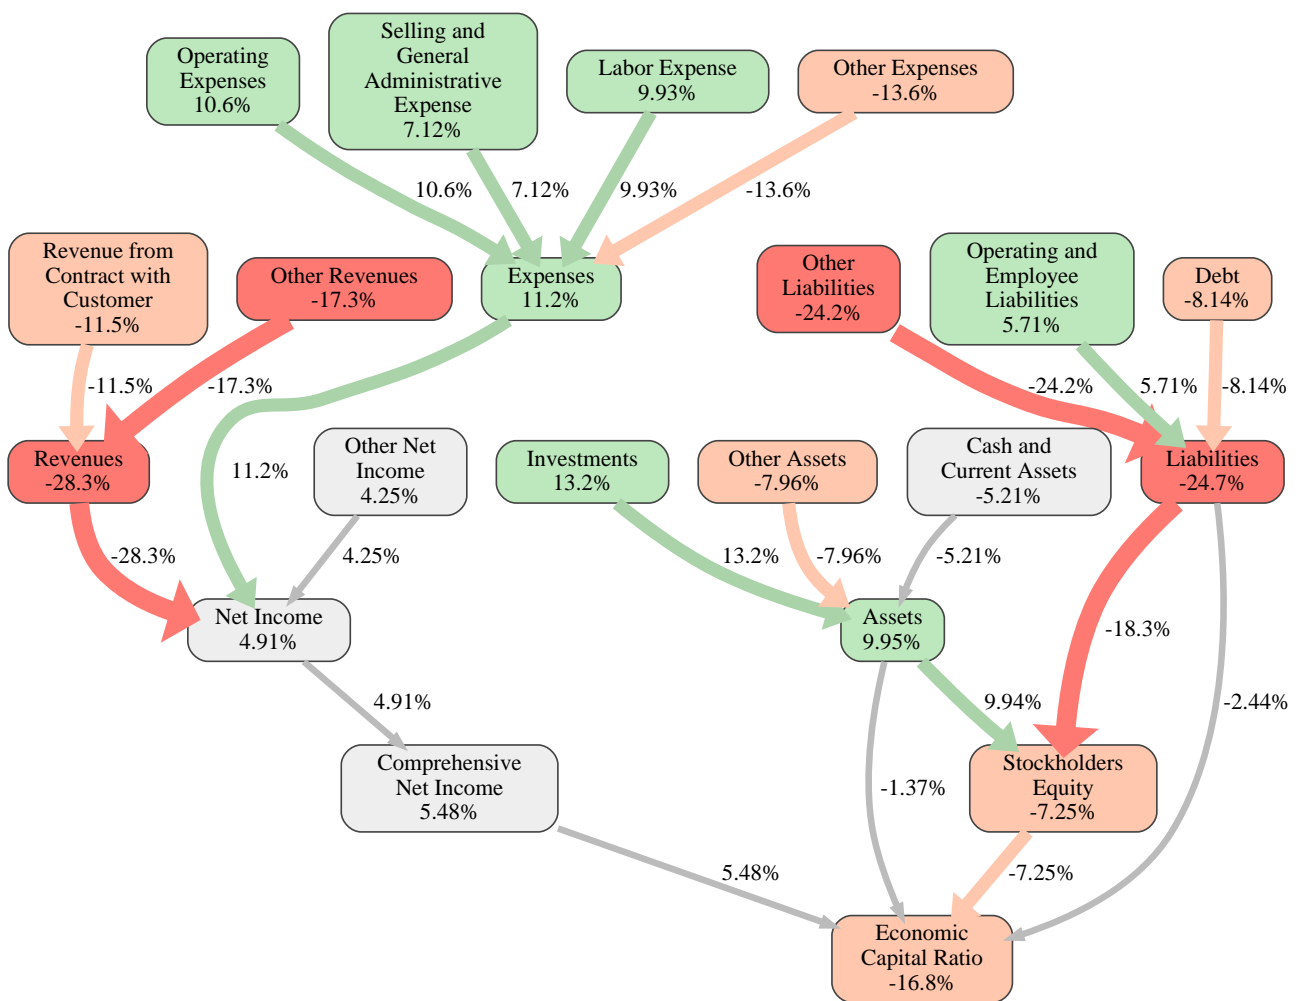 Operating
Expenses
10.6%
Selling and
General
Administrative
Expense
7.12%
Labor Expense
9.93%
Other Expenses
-13.6%
10.6%
7.12%
9.93%
-13.6%
Revenue from
Contract with
Customer
-11.5%
Other Revenues
-17.3%
Expenses
11.2%
Other
Liabilities
-24.2%
Operating and
Employee
Liabilities
5.71%
Debt
-8.14%
-11.5%
-17.3%
-24.2%
5.71%
-8.14%
Revenues
-28.3%
11.2%
Other Net
Income
4.25%
Investments
13.2%
Other Assets
-7.96%
Cash and
Current Assets
-5.21%
Liabilities
-24.7%
-28.3%
4.25%
13.2%
-7.96%
-5.21%
Net Income
4.91%
Assets
9.95%
-18.3%
4.91%
9.94%
-2.44%
Comprehensive
Net Income
5.48%
-1.37%
Stockholders
Equity
-7.25%
5.48%
-7.25%
Economic
Capital Ratio
-16.8%